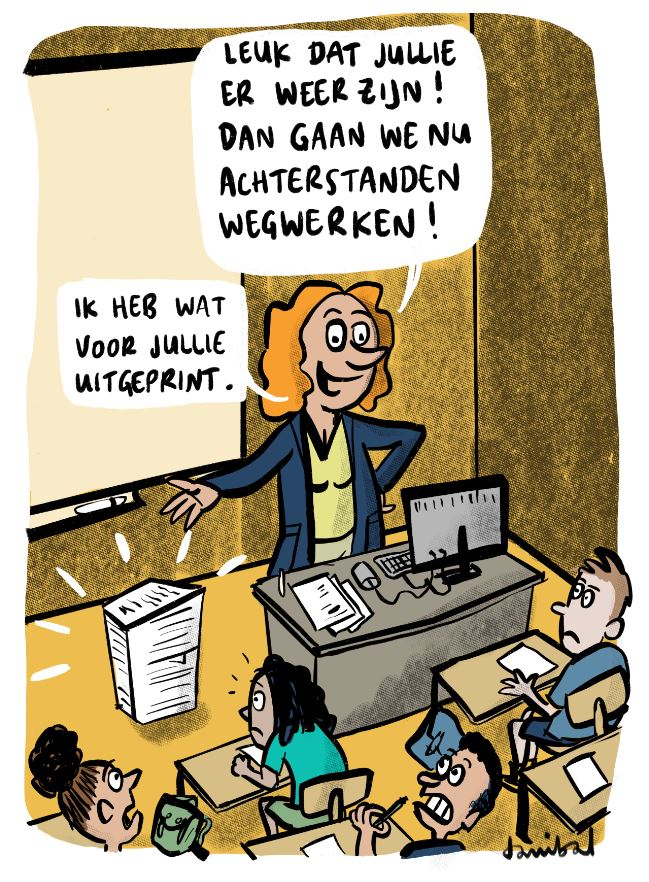 LEUK DAT JULLIE
ER WEER ZIJN!
DAN GAAN WE NU
ACHTERSTANDEN
WEGWERKEN!
IK HEB WAT
VOOR JULLIE
UITGEPRINT.
danibal